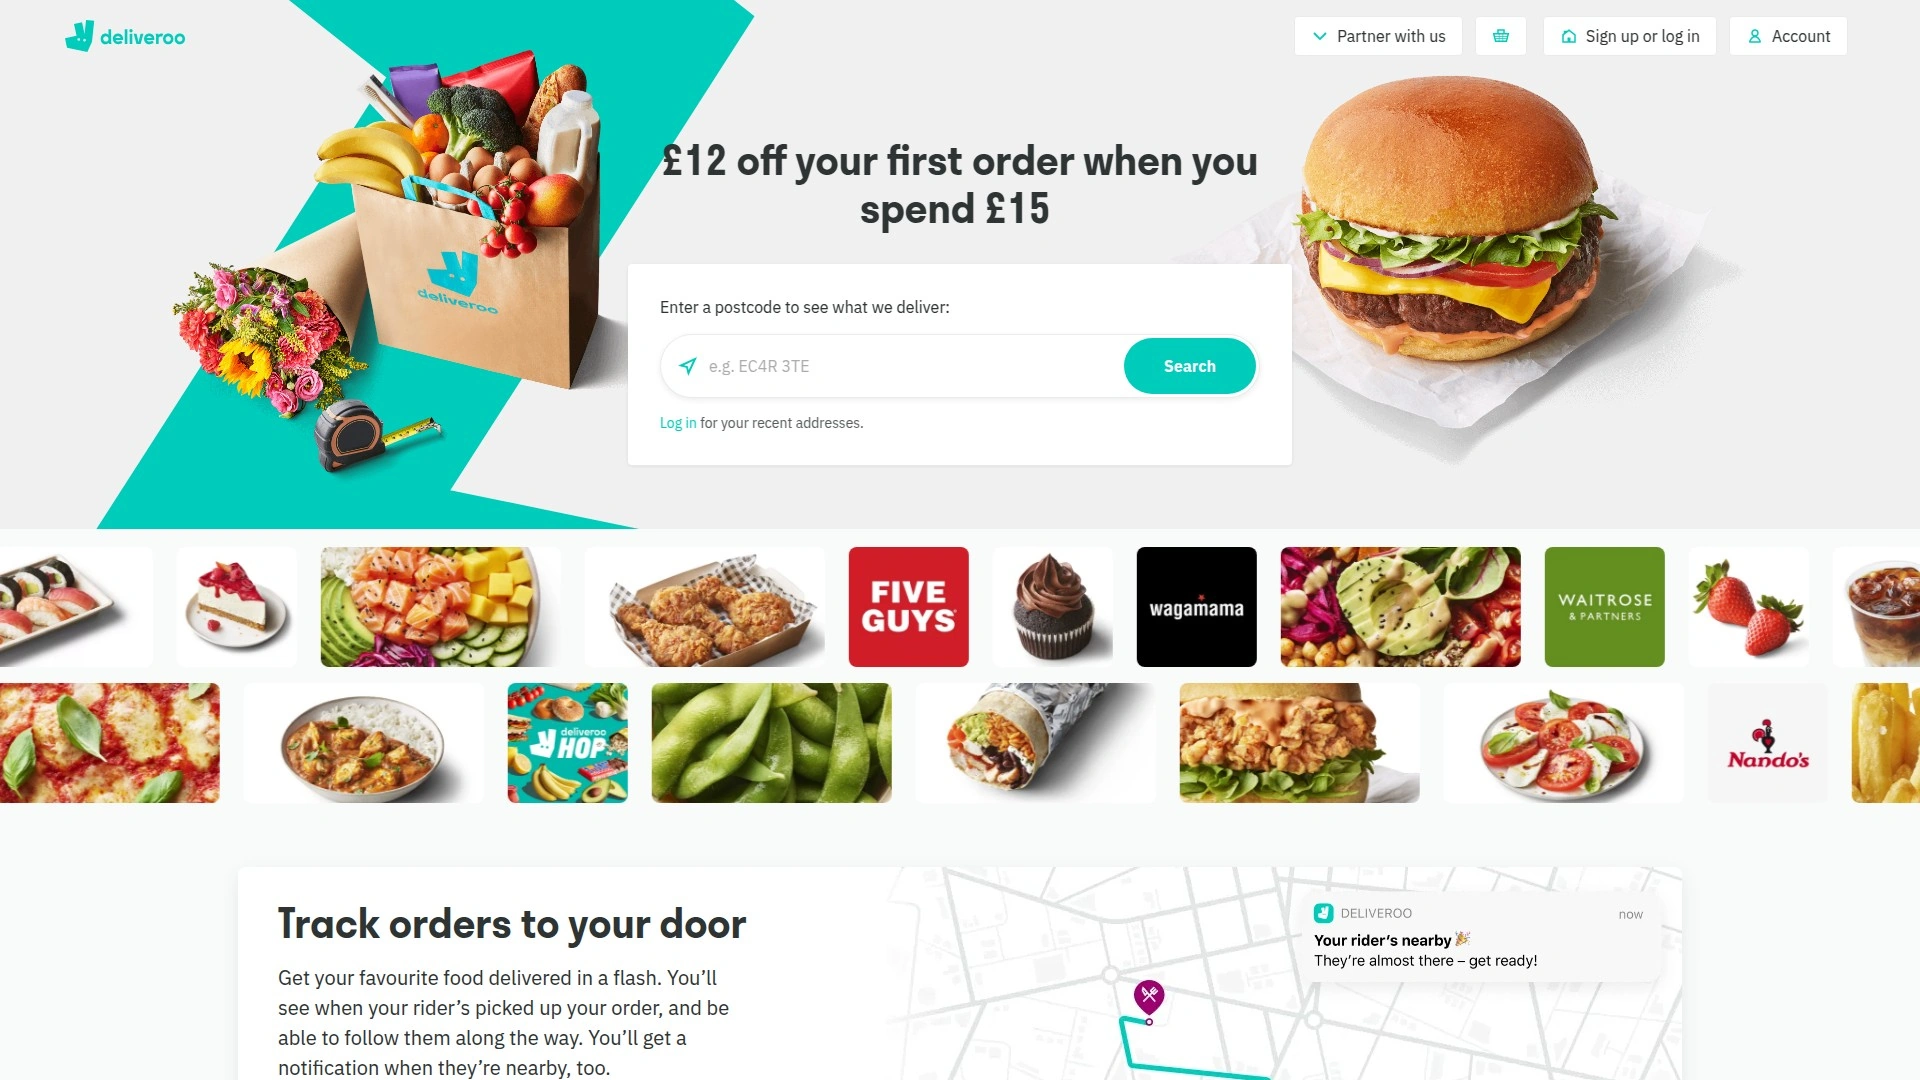 deliveroo
Partner with us
Sign up or log in
Account
£12 off your first order when you
spend £15
deliveroo
Enter a postcode to see what we deliver:
e.g. EC4R 3TE
Search
Log in for your recent addresses.
FIVE
GUYS
wagamama
WAITROSE
& PARTNERS
deliveroo
HOP
Nando's
Track orders to your door
Get your favourite food delivered in a flash. You’ll
see when your rider’s picked up your order, and be
able to follow them along the way. You’ll get a
notification when they’re nearby, too.
DELIVEROO
now
Your rider’s nearby 🎉
They’re almost there – get ready!